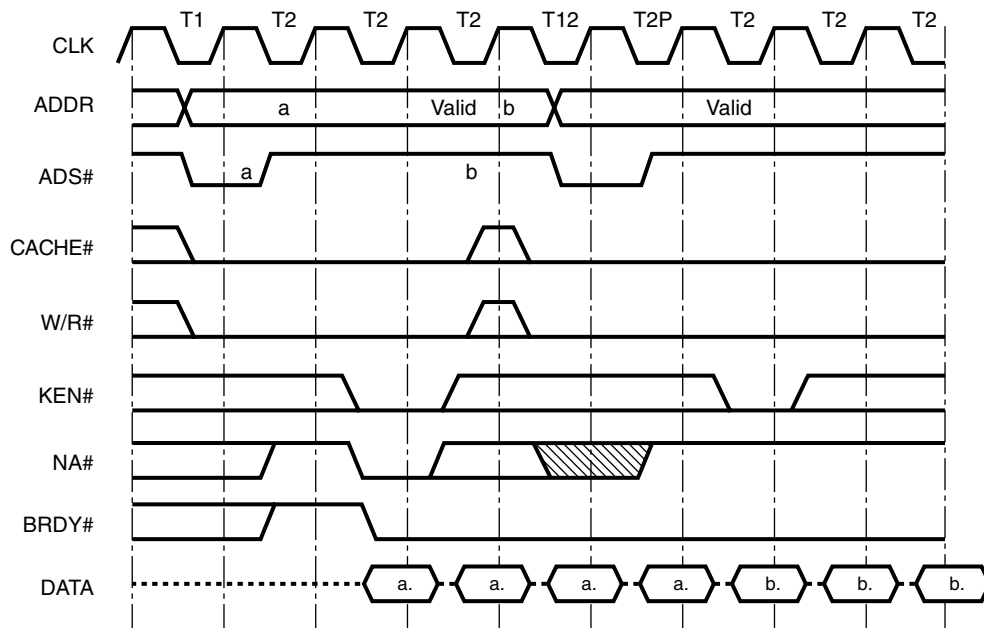 T1 T2 T2 T2 T12 T2P T2 T2 T2
CLK
ADDR a Valid b Valid
ADS# a b
CACHE#
W/R#
KEN#
NA#
BRDY#
DATA a. a. a. a. b. b. b.